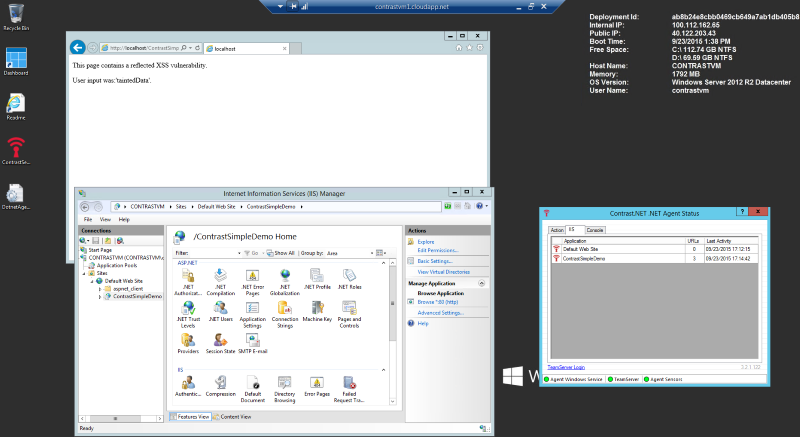 contrastvm1.cloudapp.net
Recycle Bin
Dashboard
Readme
ContrastSe...
DotnetAge...
Deployment Id: ab8b24e8cbb0469cb649a7ab1db405b8
Internal IP: 100.112.162.65
Public IP: 40.122.203.43
Boot Time: 9/23/2015 1:38 PM
Free Space: C:\ 112.74 GB NTFS
D:\ 69.59 GB NTFS
Host Name: CONTRASTVM
Memory: 1792 MB
OS Version: Windows Server 2012 R2 Datacenter
User Name: contrastvm
http://localhost/ContrastSimp
localhost
This page contains a reflected XSS vulnerability.
User input was:'taintedData'.
Internet Information Services (IIS) Manager
CONTRASTVM Sites Default Web Site ContrastSimpleDemo
File View Help
Connections
Start Page
CONTRASTVM (CONTRASTVM\
Application Pools
Sites
Default Web Site
aspnet_client
ContrastSimpleDemo
/ContrastSimpleDemo Home
Filter: Go Show All Group by: Area
ASP.NET
.NET Authorizat...
.NET Compilation
.NET Error Pages
.NET Globalization
.NET Profile
.NET Roles
.NET Trust Levels
.NET Users
Application Settings
Connection Strings
Machine Key
Pages and Controls
Providers
Session State
SMTP E-mail
IIS
Authentic...
Compression
Default Document
Directory Browsing
Error Pages
Failed Request Tra...
Features View Content View
Ready
Actions
Explore
Edit Permissions...
Basic Settings...
View Virtual Directories
Manage Application
Browse Application
Browse *:80 (http)
Advanced Settings...
Help
Contrast.NET .NET Agent Status
Action IIS Console
Application URLs Last Activity
Default Web Site 0 09/23/2015 17:12:15
ContrastSimpleDemo 3 09/23/2015 17:14:42
TeamServer Login
3.2.1.133
Agent Windows Service TeamServer Agent Sensors
W